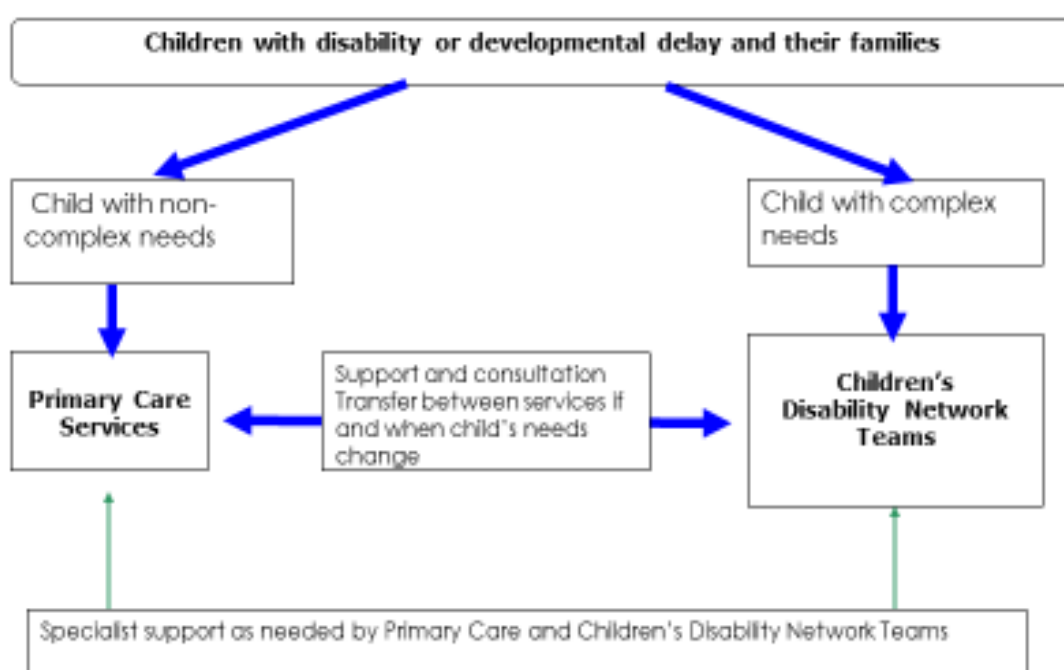 Children with disability or developmental delay and their families
Child with non-
complex needs
Child with complex
needs
Primary Care
Services
Support and consultation
Transfer between services if
and when child's needs
change
Children's
Disability Network
Teams
Specialist support as needed by Primary Care and Children's Disability Network Teams